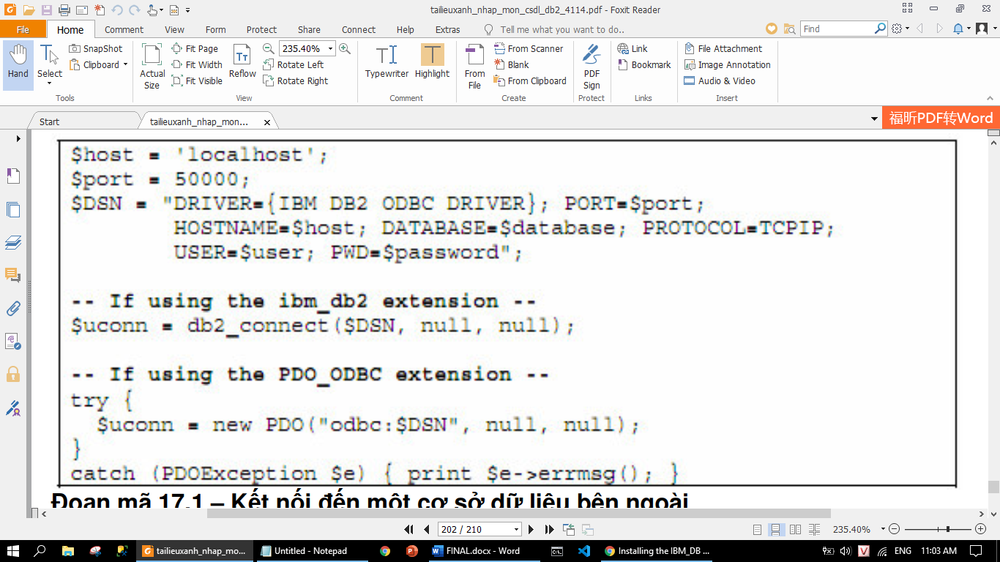 tailieuxanh_nhap_mon_csdl_db2_4114.pdf - Foxit Reader
File Home Comment View Form Protect Share Connect Help Extras Tell me what you want to do.. Find
Hand
Select
SnapShot
Clipboard
Tools
Actual Size
Fit Page
Fit Width
Fit Visible
Reflow
235.40%
Rotate Left
Rotate Right
View
Typewriter
Highlight
Comment
From File
From Scanner
Blank
From Clipboard
Create
PDF Sign
Protect
Link
Bookmark
Links
File Attachment
Image Annotation
Audio & Video
Insert
Start
tailieuxanh_nhap_mon...
福昕PDF转Word
$host = 'localhost';
$port = 50000;
$DSN = "DRIVER={IBM DB2 ODBC DRIVER}; PORT=$port;
HOSTNAME=$host; DATABASE=$database; PROTOCOL=TCPIP;
USER=$user; PWD=$password";
-- If using the ibm_db2 extension --
$uconn = db2_connect($DSN, null, null);
-- If using the PDO_ODBC extension --
try {
$uconn = new PDO("odbc:$DSN", null, null);
}
catch (PDOException $e) { print $e->errmsg(); }
Đoạn mã 17.1 – Kết nối đến một cơ sở dữ liệu bên ngoài
202 / 210
235.40%
tailieuxanh_nhap_mo...
Untitled - Notepad
FINAL.docx - Word
Installing the IBM_DB ...
ENG
11:03 AM